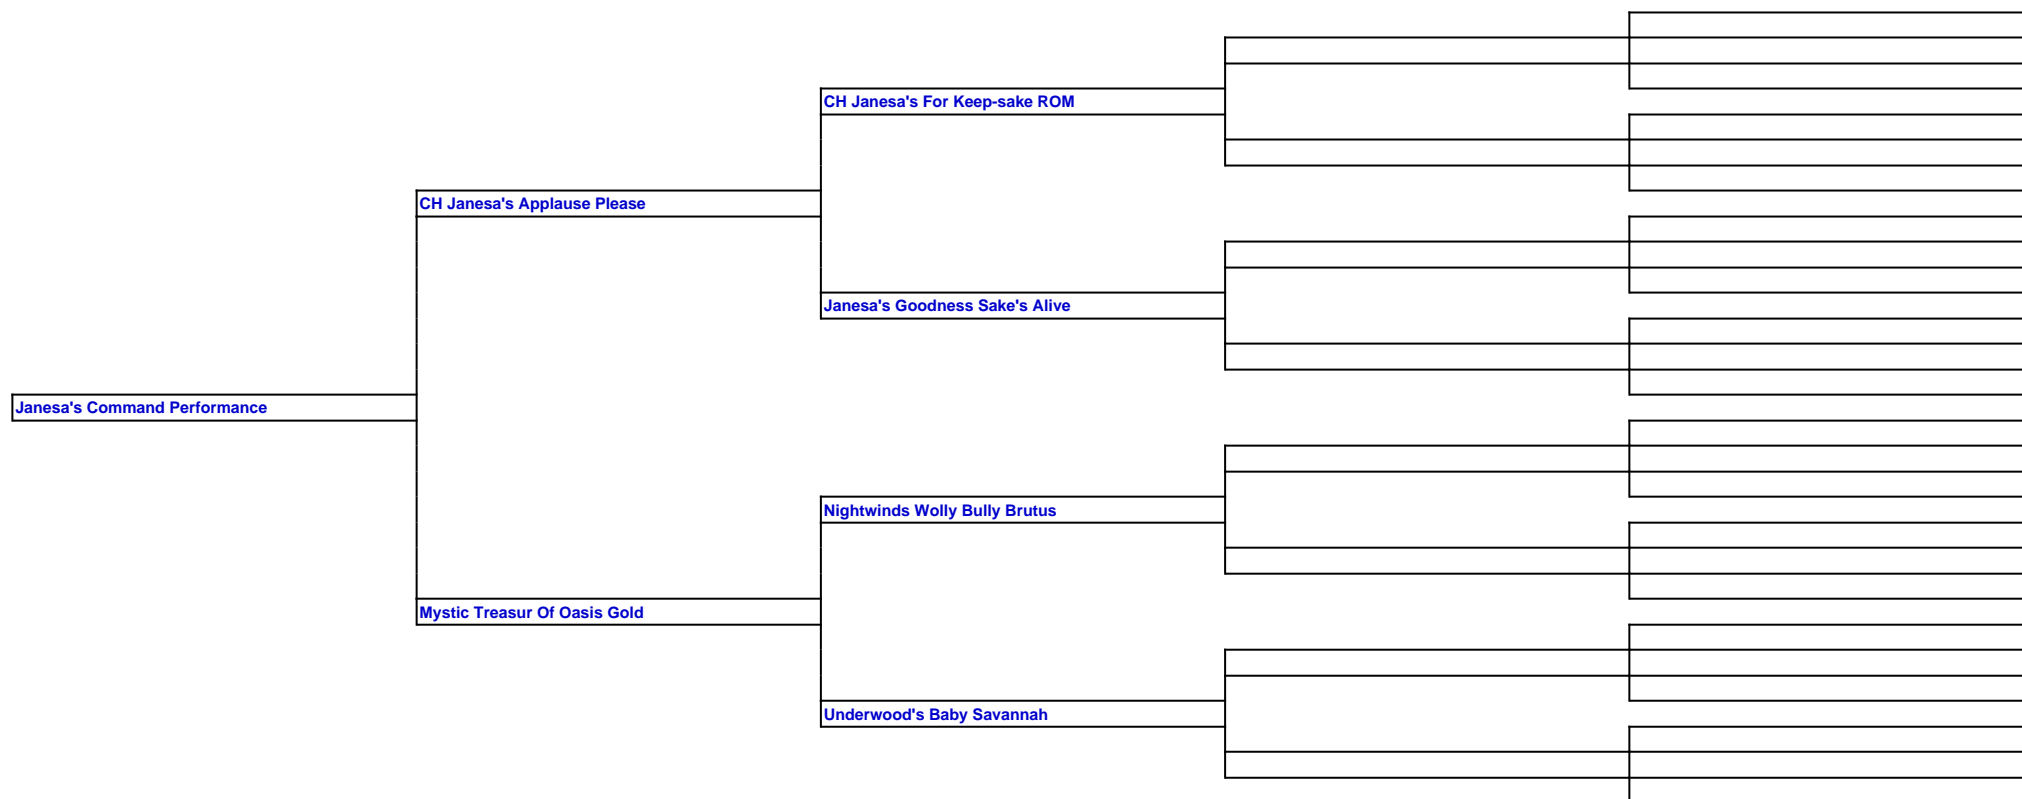 CH Janesa's For Keep-sake ROM
CH Janesa's Applause Please
Janesa's Goodness Sake's Alive
Janesa's Command Performance
Nightwinds Wolly Bully Brutus
Mystic Treasur Of Oasis Gold
Underwood's Baby Savannah